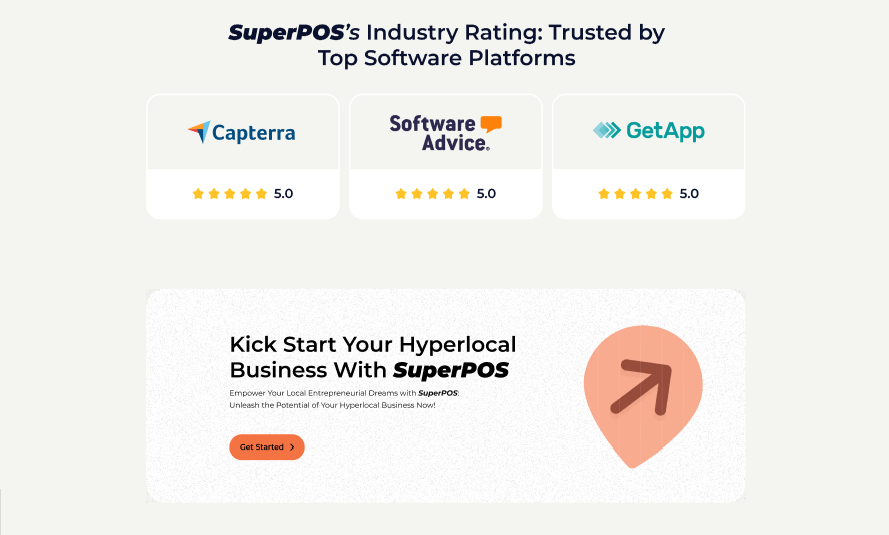 SuperPOS's Industry Rating: Trusted by
Top Software Platforms
Capterra
Software
Advice.
GetApp
5.0
5.0
5.0
Kick Start Your Hyperlocal
Business With SuperPOS
Empower Your Local Entrepreneurial Dreams with SuperPOS:
Unleash the Potential of Your Hyperlocal Business Now!
Get Started